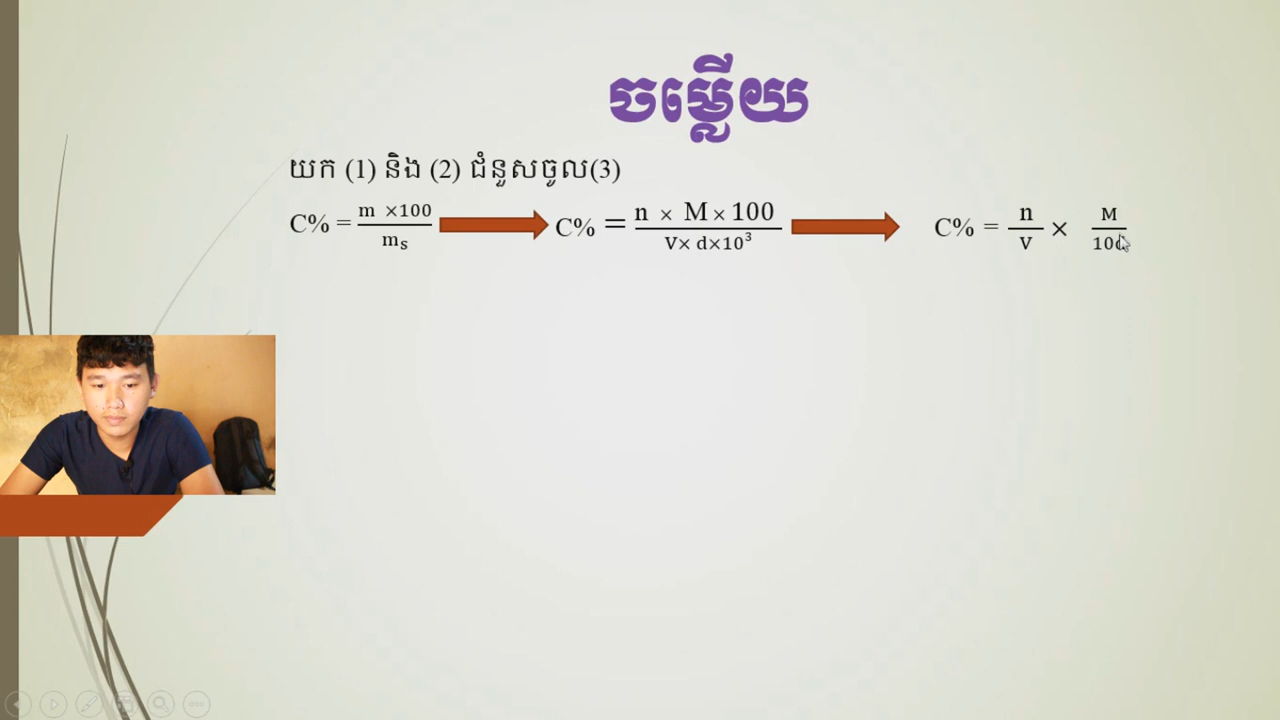 ចម្លើយ
យក (1) និង (2) ជំនួសចូល(3)
C% = m ×100 / mₛ C% = n × M × 100 / V× d×10³ C% = n / V × M / 10d